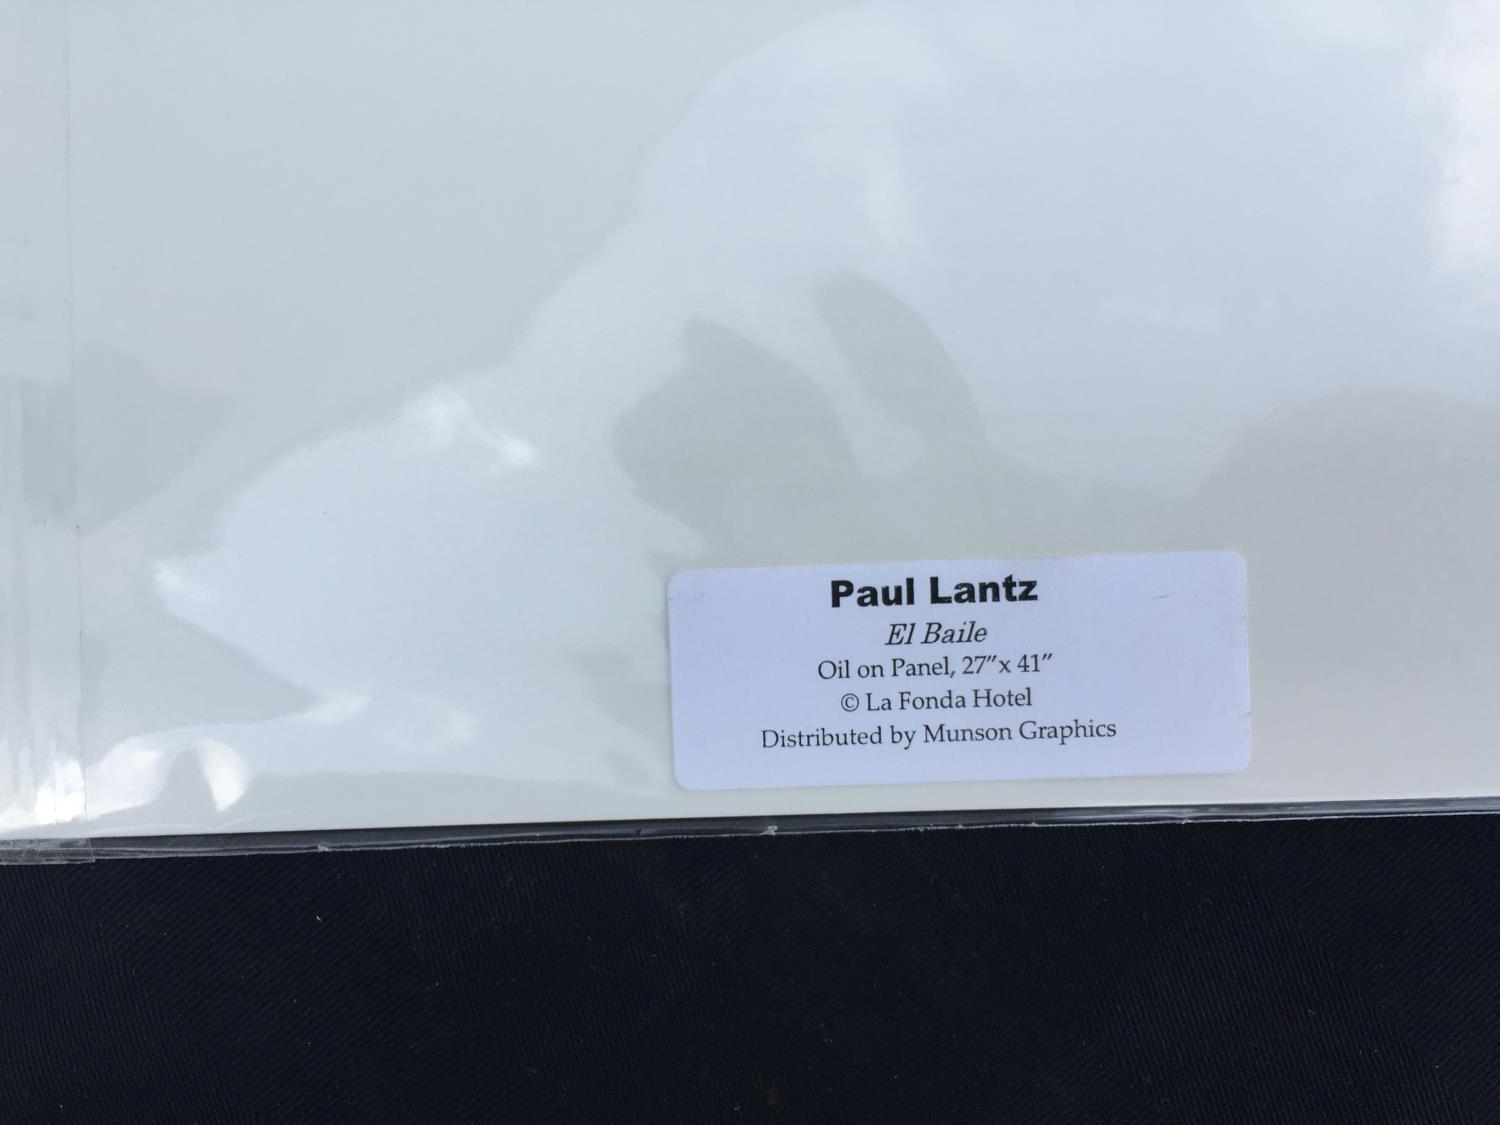 Paul Lantz
El Baile
Oil on Panel, 27”x 41”
© La Fonda Hotel
Distributed by Munson Graphics